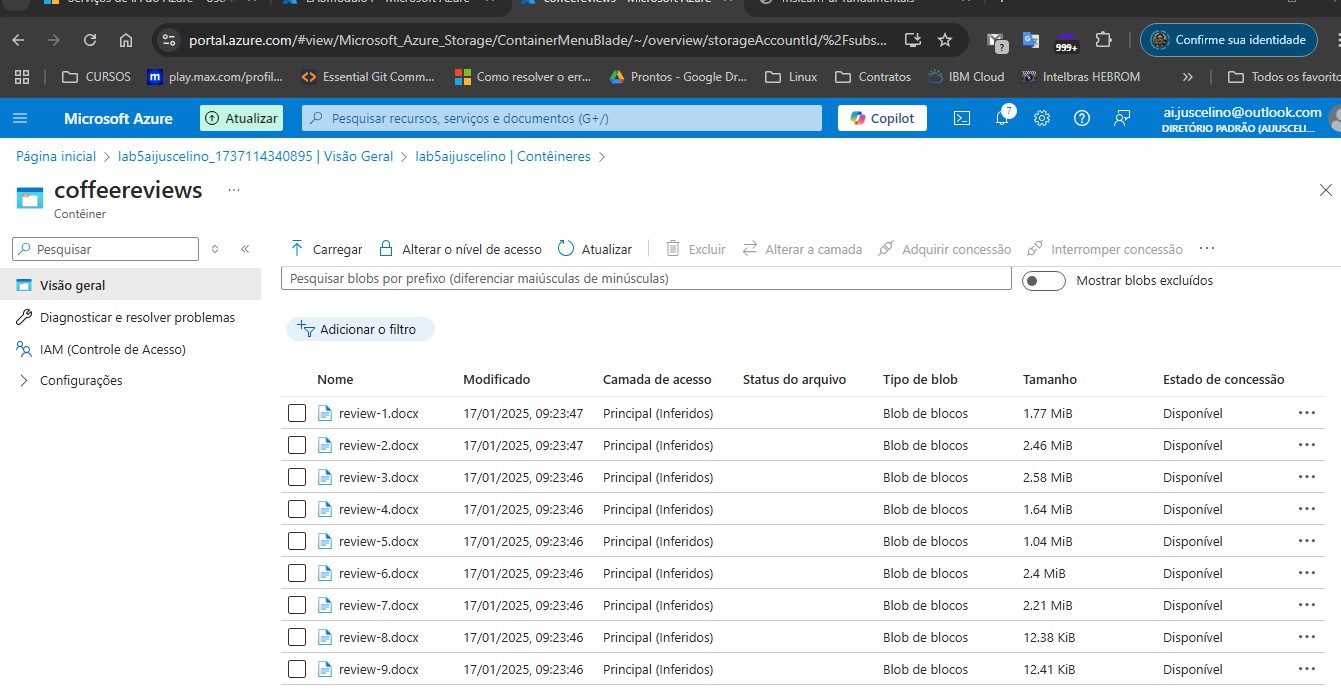 portal.azure.com/#view/Microsoft_Azure_Storage/ContainerMenuBlade/~/overview/storageAccountId/%2Fsubs...
999+
Confirme sua identidade
CURSOS
play.max.com/profil...
Essential Git Comm...
Como resolver o err...
Prontos - Google Dr...
Linux
Contratos
IBM Cloud
Intelbras HEBROM
»
Todos os favorito
Microsoft Azure
Atualizar
Pesquisar recursos, serviços e documentos (G+/)
Copilot
7
ai.juscelino@outlook.com
DIRETÓRIO PADRÃO (AIJUSCELI...
Página inicial > lab5aijuscelino_1737114340895 | Visão Geral > lab5aijuscelino | Contêineres >
coffeereviews ...
Contêiner
Pesquisar
«
Carregar
Alterar o nível de acesso
Atualizar
Excluir
Alterar a camada
Adquirir concessão
Interromper concessão
...
Visão geral
Diagnosticar e resolver problemas
IAM (Controle de Acesso)
Configurações
Pesquisar blobs por prefixo (diferenciar maiúsculas de minúsculas)
Mostrar blobs excluídos
Adicionar o filtro
Nome Modificado Camada de acesso Status do arquivo Tipo de blob Tamanho Estado de concessão
review-1.docx 17/01/2025, 09:23:47 Principal (Inferidos) Blob de blocos 1.77 MiB Disponível ...
review-2.docx 17/01/2025, 09:23:47 Principal (Inferidos) Blob de blocos 2.46 MiB Disponível ...
review-3.docx 17/01/2025, 09:23:46 Principal (Inferidos) Blob de blocos 2.58 MiB Disponível ...
review-4.docx 17/01/2025, 09:23:46 Principal (Inferidos) Blob de blocos 1.64 MiB Disponível ...
review-5.docx 17/01/2025, 09:23:46 Principal (Inferidos) Blob de blocos 1.04 MiB Disponível ...
review-6.docx 17/01/2025, 09:23:46 Principal (Inferidos) Blob de blocos 2.4 MiB Disponível ...
review-7.docx 17/01/2025, 09:23:46 Principal (Inferidos) Blob de blocos 2.21 MiB Disponível ...
review-8.docx 17/01/2025, 09:23:46 Principal (Inferidos) Blob de blocos 12.38 KiB Disponível ...
review-9.docx 17/01/2025, 09:23:46 Principal (Inferidos) Blob de blocos 12.41 KiB Disponível ...